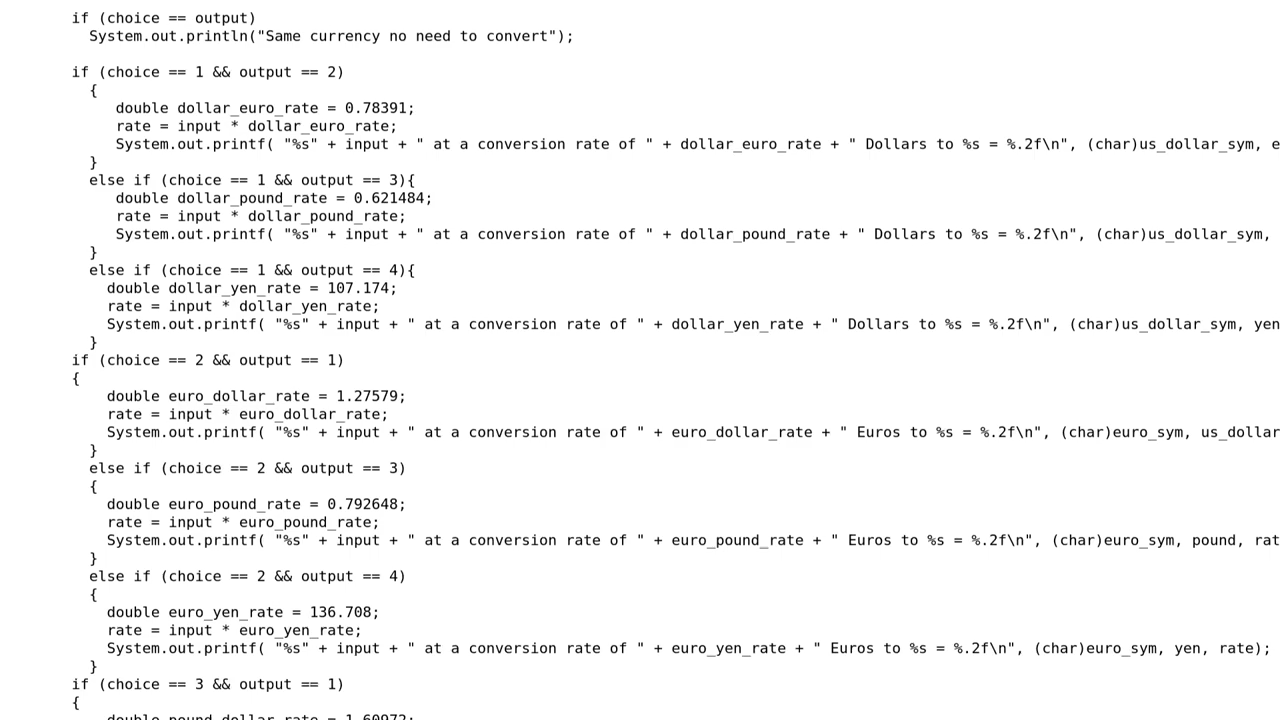 if (choice == output)
System.out.println("Same currency no need to convert");
if (choice == 1 && output == 2)
{
double dollar_euro_rate = 0.78391;
rate = input * dollar_euro_rate;
System.out.printf( "%s" + input + " at a conversion rate of " + dollar_euro_rate + " Dollars to %s = %.2f\n", (char)us_dollar_sym, e
}
else if (choice == 1 && output == 3){
double dollar_pound_rate = 0.621484;
rate = input * dollar_pound_rate;
System.out.printf( "%s" + input + " at a conversion rate of " + dollar_pound_rate + " Dollars to %s = %.2f\n", (char)us_dollar_sym,
}
else if (choice == 1 && output == 4){
double dollar_yen_rate = 107.174;
rate = input * dollar_yen_rate;
System.out.printf( "%s" + input + " at a conversion rate of " + dollar_yen_rate + " Dollars to %s = %.2f\n", (char)us_dollar_sym, yen
}
if (choice == 2 && output == 1)
{
double euro_dollar_rate = 1.27579;
rate = input * euro_dollar_rate;
System.out.printf( "%s" + input + " at a conversion rate of " + euro_dollar_rate + " Euros to %s = %.2f\n", (char)euro_sym, us_dollar
}
else if (choice == 2 && output == 3)
{
double euro_pound_rate = 0.792648;
rate = input * euro_pound_rate;
System.out.printf( "%s" + input + " at a conversion rate of " + euro_pound_rate + " Euros to %s = %.2f\n", (char)euro_sym, pound, rat
}
else if (choice == 2 && output == 4)
{
double euro_yen_rate = 136.708;
rate = input * euro_yen_rate;
System.out.printf( "%s" + input + " at a conversion rate of " + euro_yen_rate + " Euros to %s = %.2f\n", (char)euro_sym, yen, rate);
}
if (choice == 3 && output == 1)
{
double pound_dollar_rate = 1.60972;